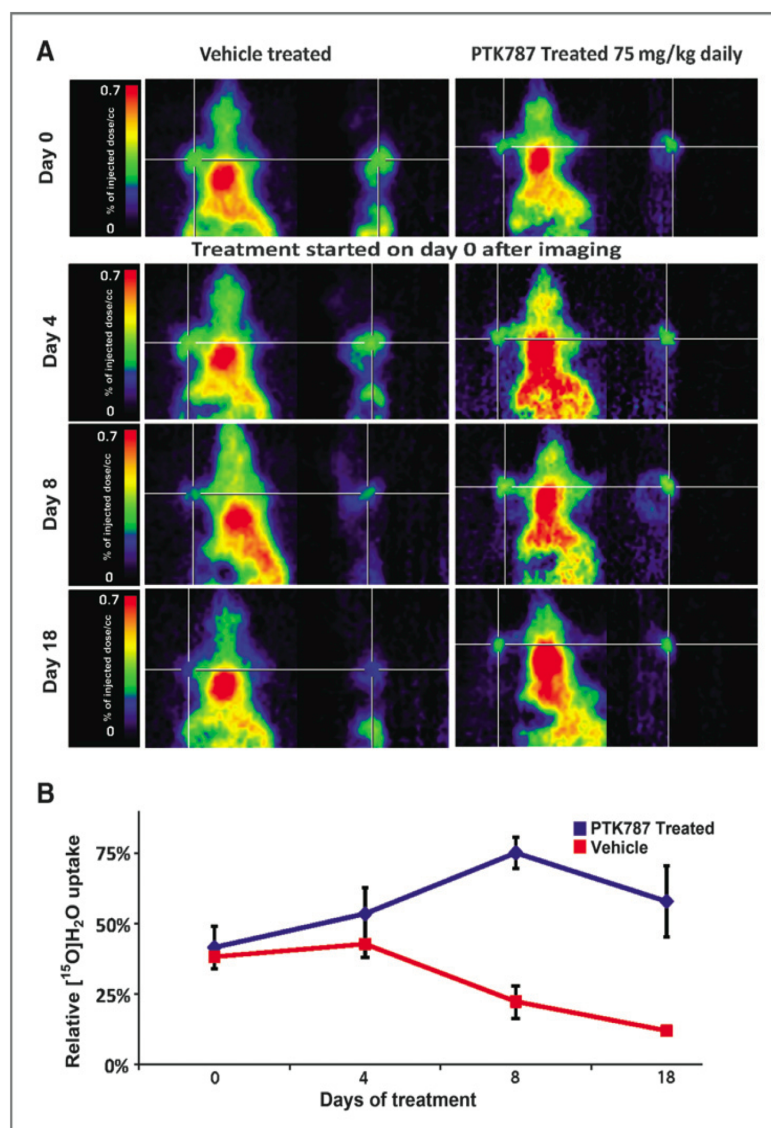 A
Vehicle treated
PTK787 Treated 75 mg/kg daily
Day 0
0.7
% of injected dose/cc
0
Treatment started on day 0 after imaging
Day 4
0.7
% of injected dose/cc
0
Day 8
0.7
% of injected dose/cc
0
Day 18
0.7
% of injected dose/cc
0
B
PTK787 Treated
Vehicle
Relative [¹⁵O]H₂O uptake
75%
50%
25%
0%
0 4 8 18
Days of treatment